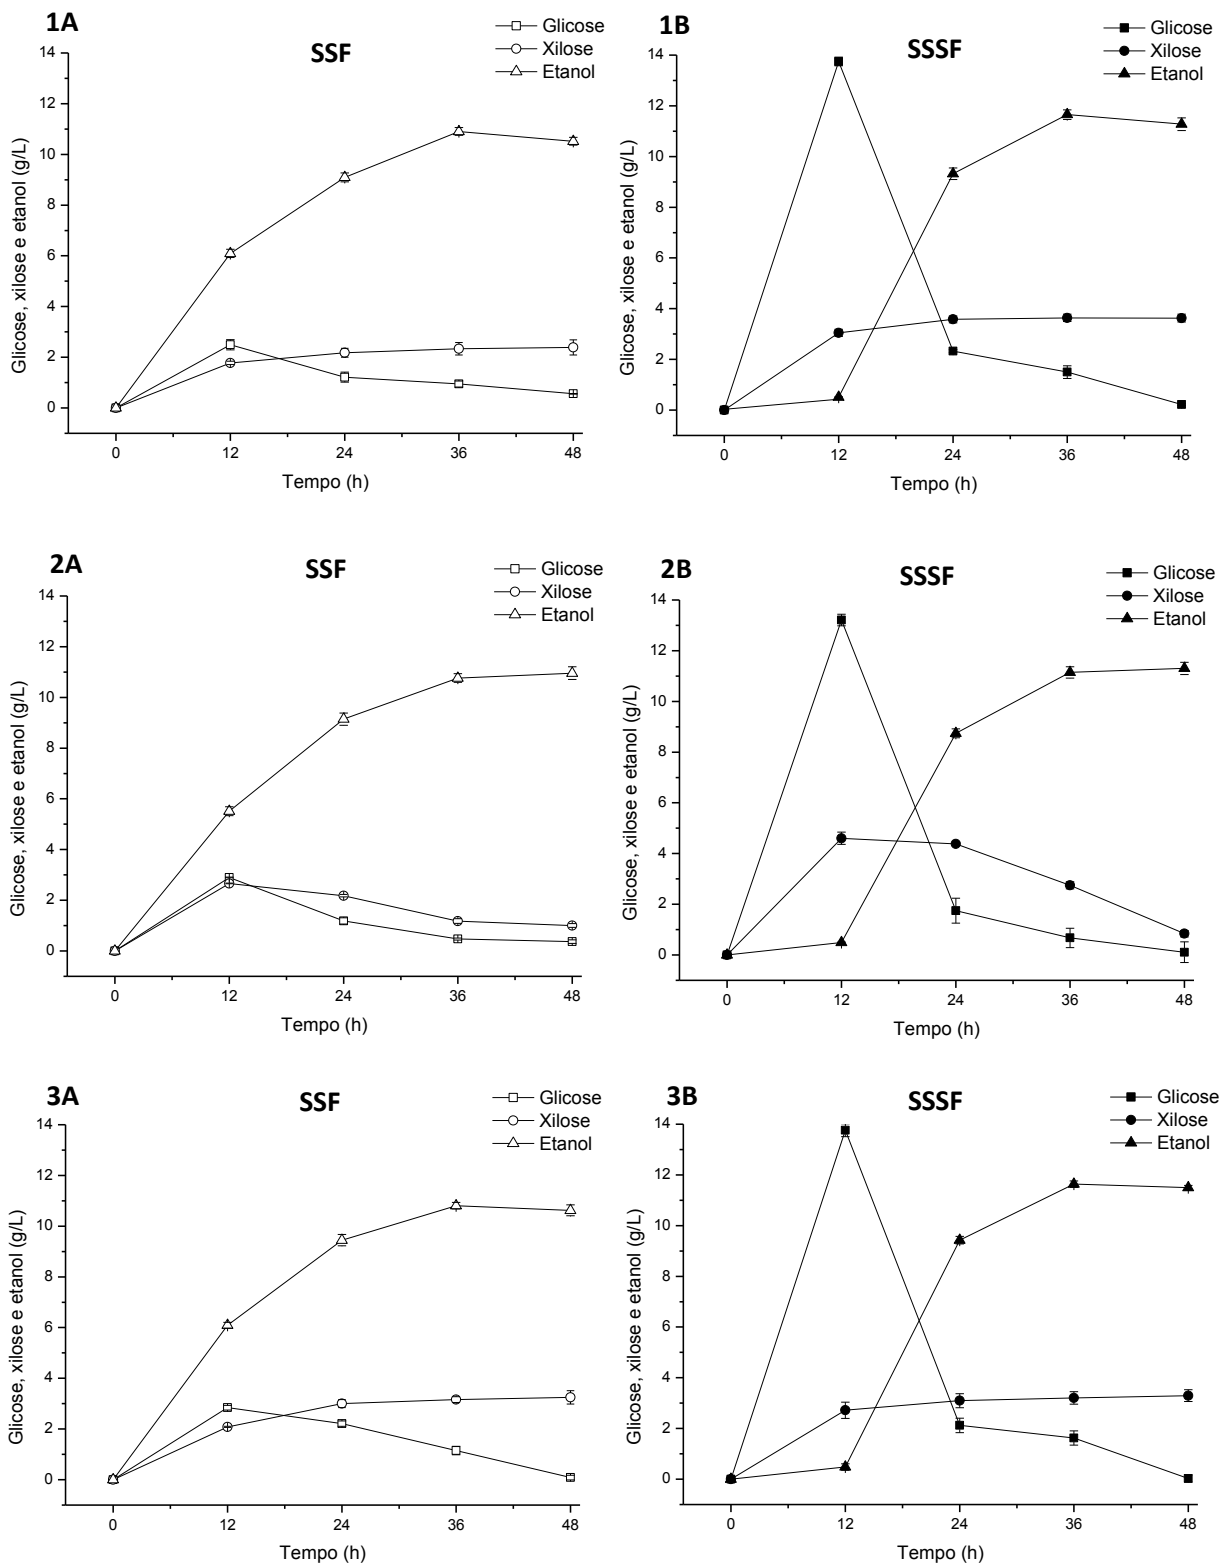 1A
SSF
Glicose
Xilose
Etanol
14
12
10
8
6
4
2
0
Glicose, xilose e etanol (g/L)
0 12 24 36 48
Tempo (h)
1B
SSSF
Glicose
Xilose
Etanol
14
12
10
8
6
4
2
0
Glicose, xilose e etanol (g/L)
0 12 24 36 48
Tempo (h)
2A
SSF
Glicose
Xilose
Etanol
14
12
10
8
6
4
2
0
Glicose, xilose e etanol (g/L)
0 12 24 36 48
Tempo (h)
2B
SSSF
Glicose
Xilose
Etanol
14
12
10
8
6
4
2
0
Glicose, xilose e etanol (g/L)
0 12 24 36 48
Tempo (h)
3A
SSF
Glicose
Xilose
Etanol
14
12
10
8
6
4
2
0
Glicose, xilose e etanol (g/L)
0 12 24 36 48
Tempo (h)
3B
SSSF
Glicose
Xilose
Etanol
14
12
10
8
6
4
2
0
Glicose, xilose e etanol (g/L)
0 12 24 36 48
Tempo (h)